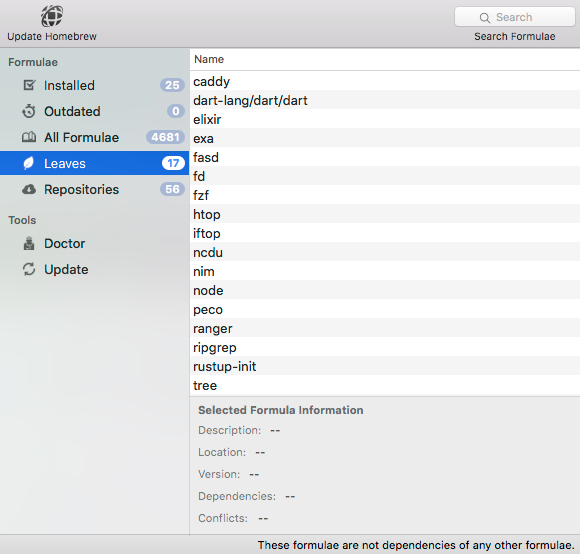 Update Homebrew
Search
Search Formulae
Formulae
Installed 25
Outdated 0
All Formulae 4681
Leaves 17
Repositories 56
Tools
Doctor
Update
Name
caddy
dart-lang/dart/dart
elixir
exa
fasd
fd
fzf
htop
iftop
ncdu
nim
node
peco
ranger
ripgrep
rustup-init
tree
Selected Formula Information
Description: --
Location: --
Version: --
Dependencies: --
Conflicts: --
These formulae are not dependencies of any other formulae.